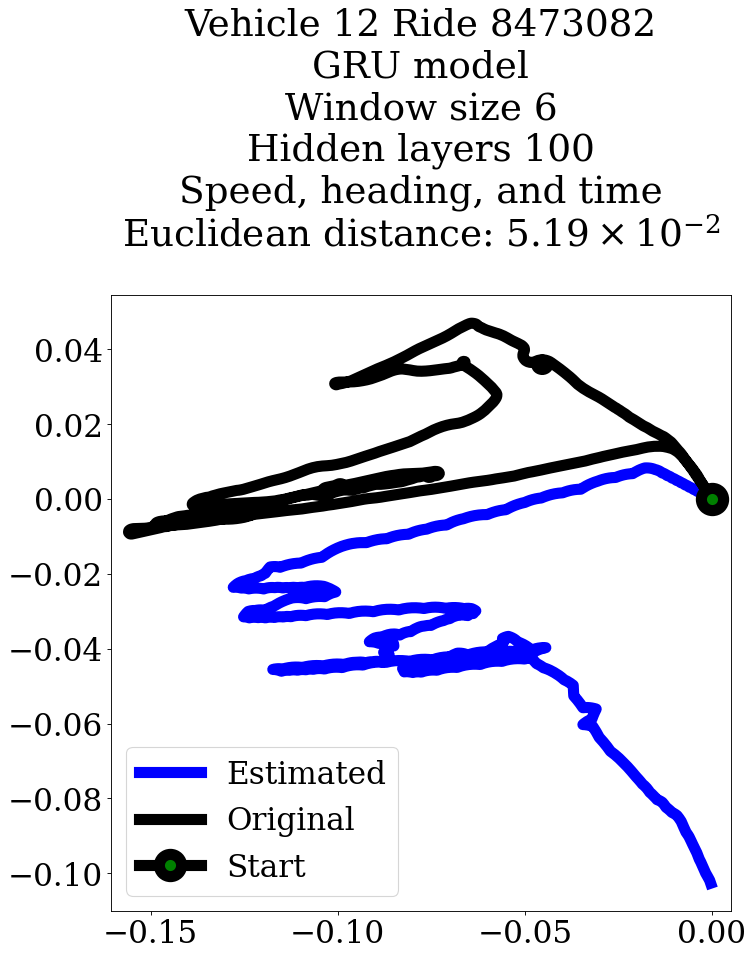 Vehicle 12 Ride 8473082
GRU model
Window size 6
Hidden layers 100
Speed, heading, and time
Euclidean distance: 5.19 × 10⁻²
0.04
0.02
0.00
−0.02
−0.04
−0.06
−0.08
−0.10
Estimated
Original
Start
−0.15 −0.10 −0.05 0.00